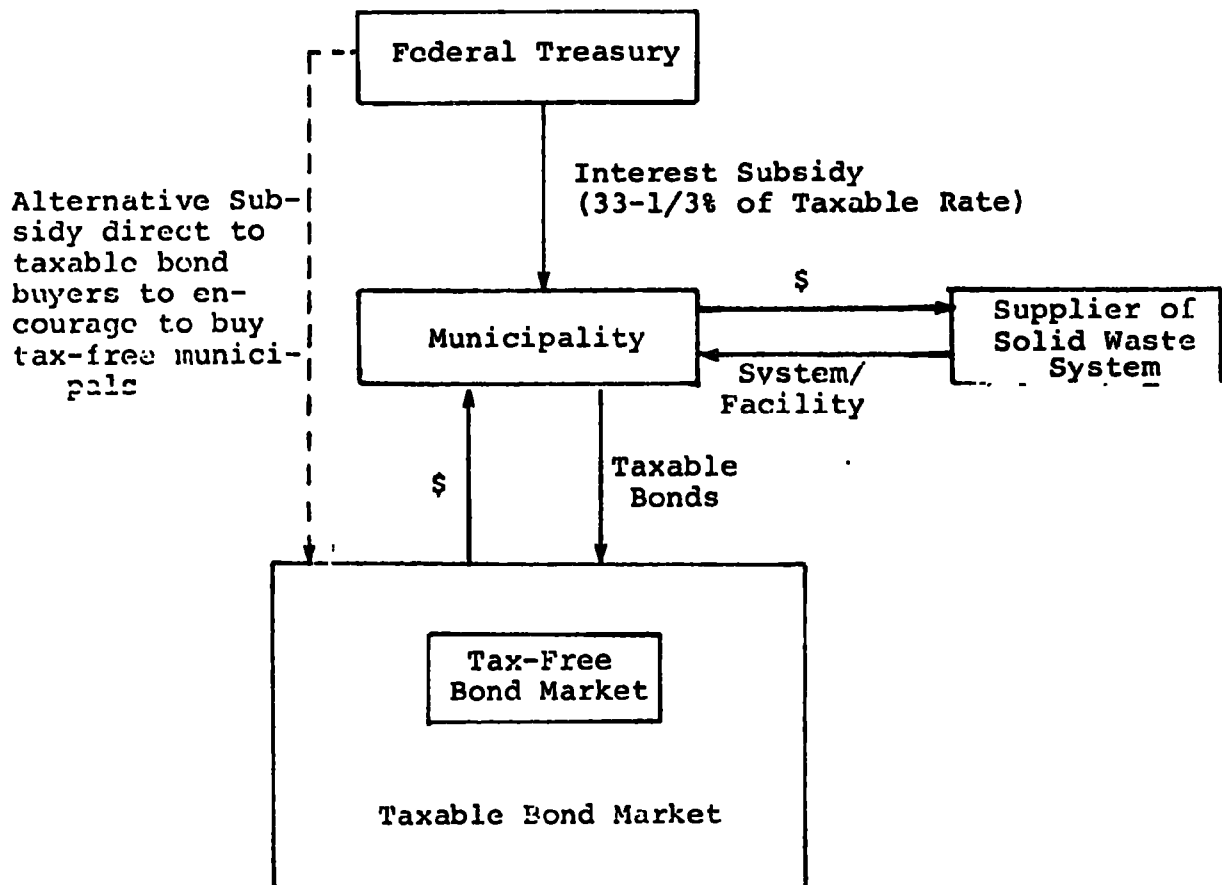 Federal Treasury
Interest Subsidy
(33-1/3% of Taxable Rate)
Alternative Sub-
sidy direct to
taxable bond
buyers to en-
courage to buy
tax-free munici-
pals
Municipality
$
Supplier of
Solid Waste
System
System/
Facility
$
Taxable
Bonds
Tax-Free
Bond Market
Taxable Bond Market